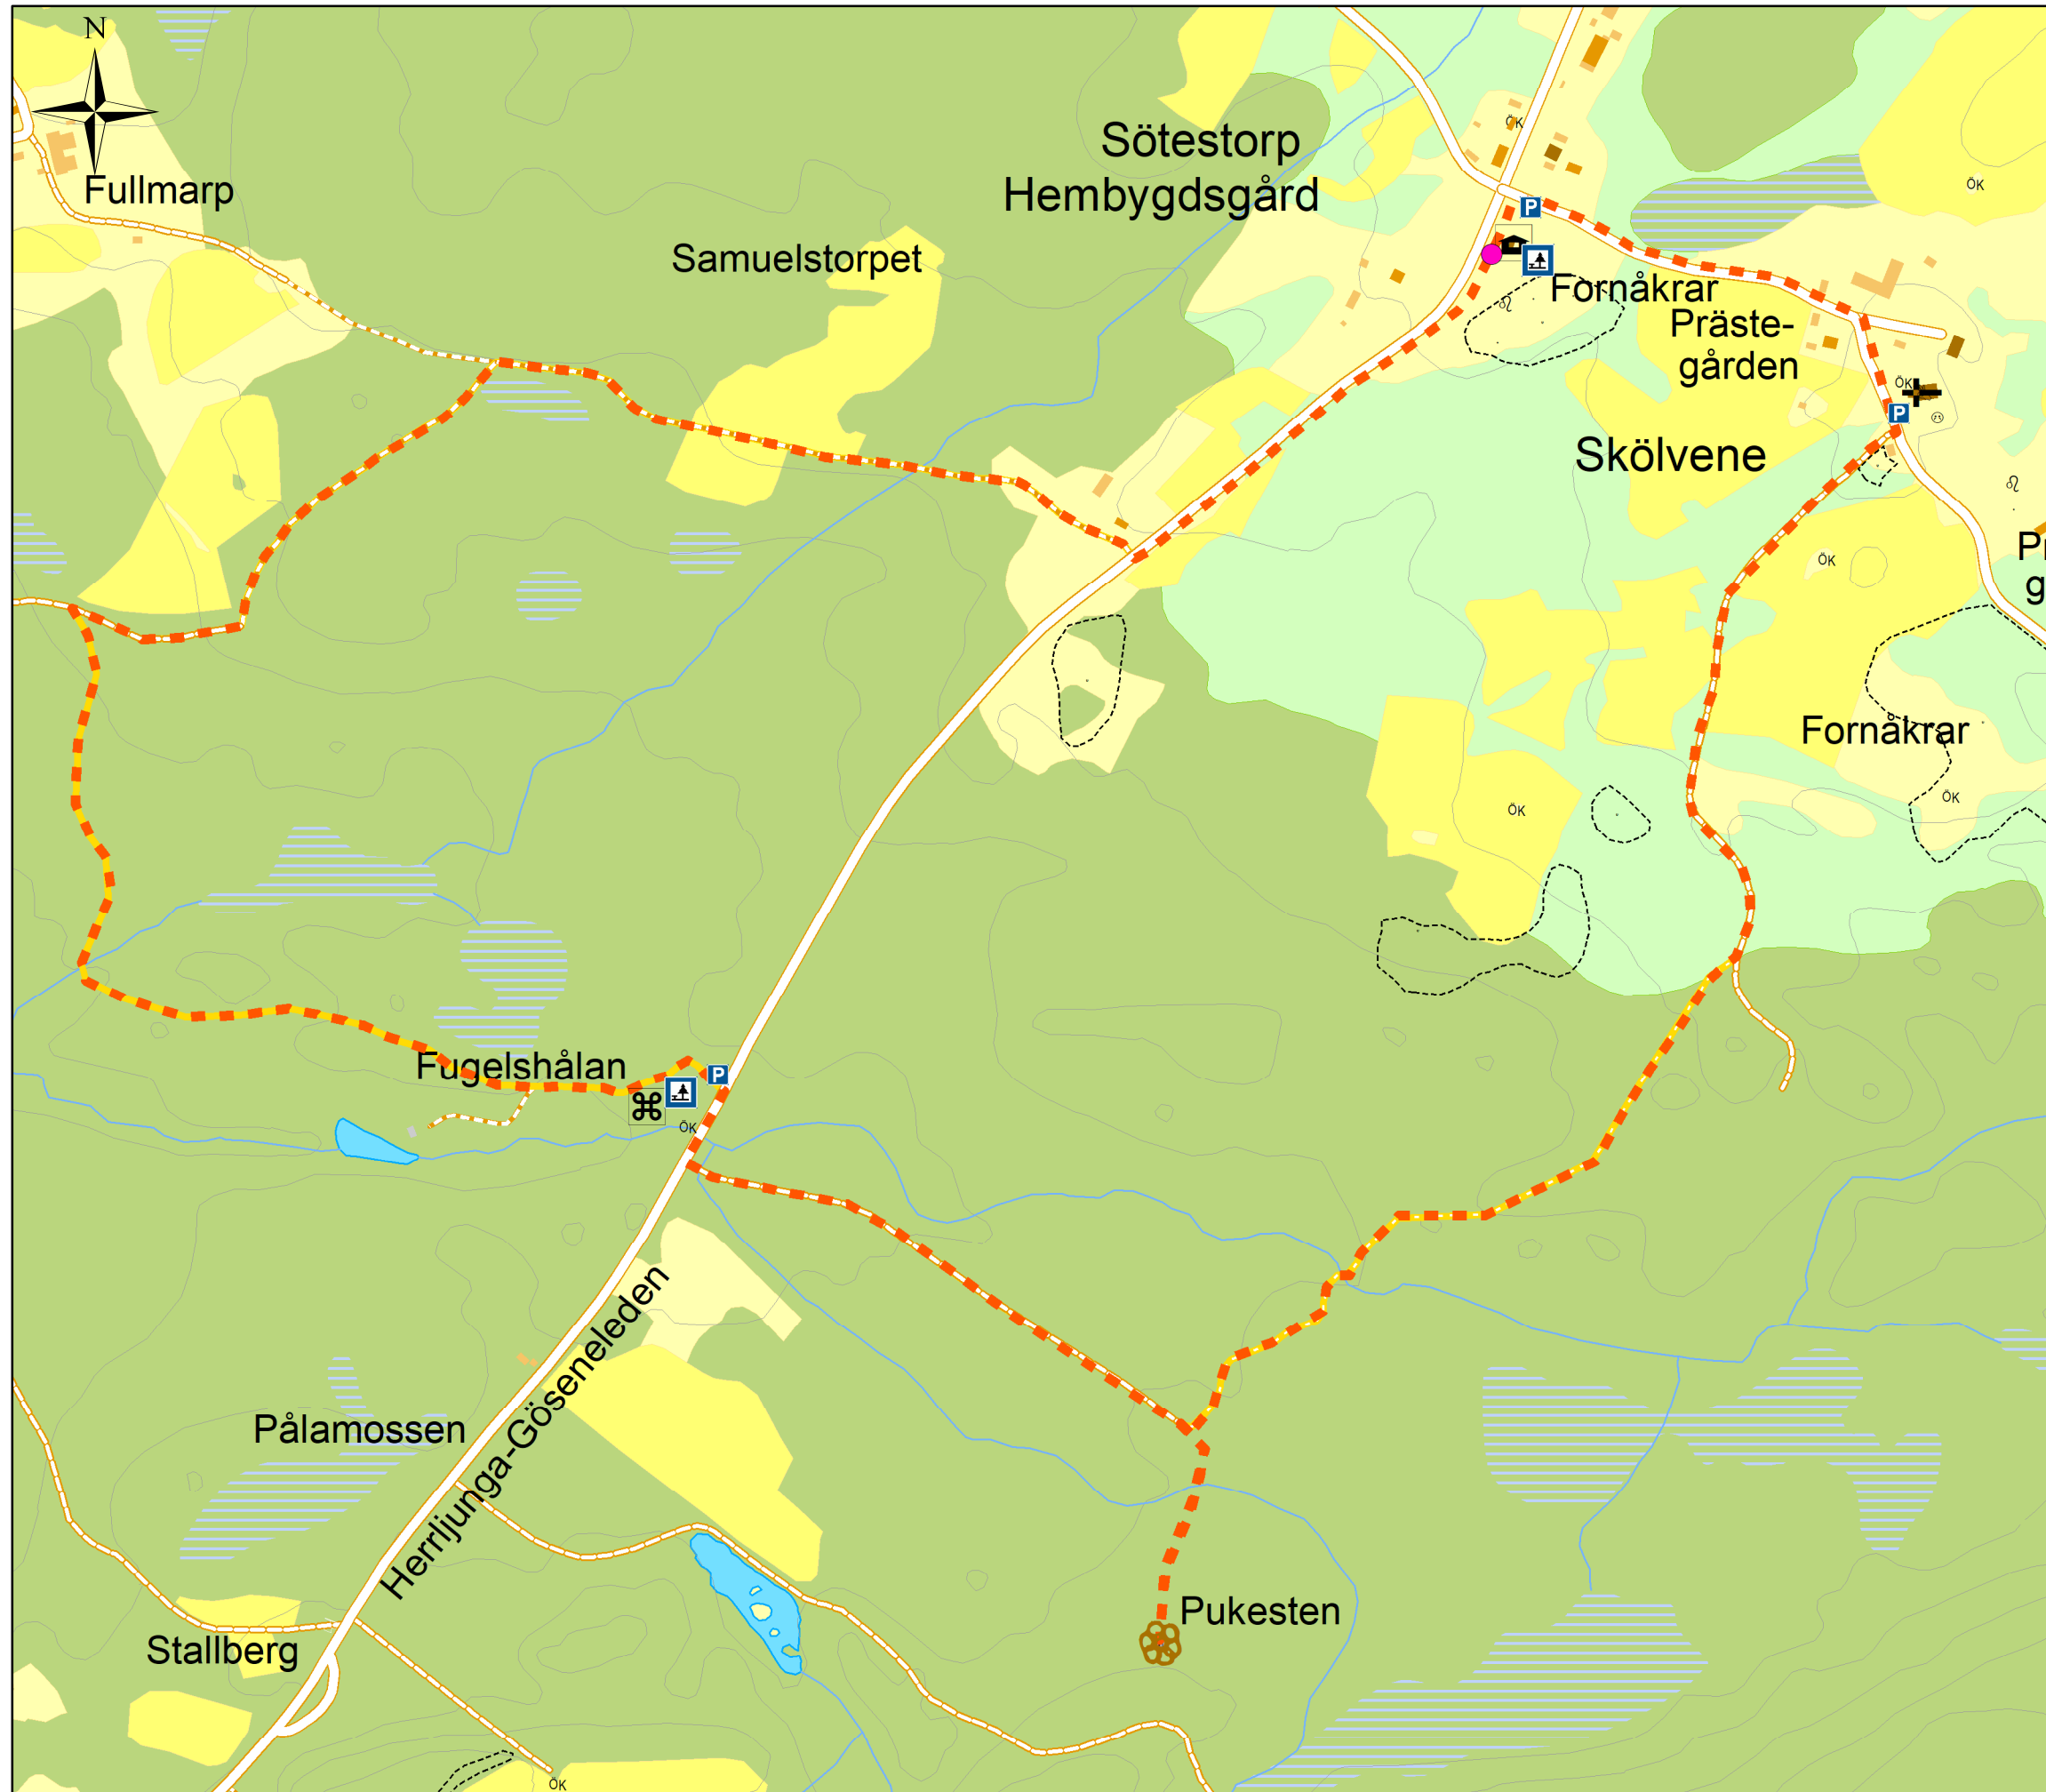 N
ÖK
Sötestorp
Hembygdsgård
P
ÖK
Fullmarp
Samuelstorpet
Fornåkrar
Präste-
gården
ÖK
P
Skölvene
ÖK
Pr
g
Fornåkrar
ÖK
ÖK
Fugelshålan
P
ÖK
Herrljunga-Göseneleden
Pålamossen
Pukesten
Stallberg
ÖK